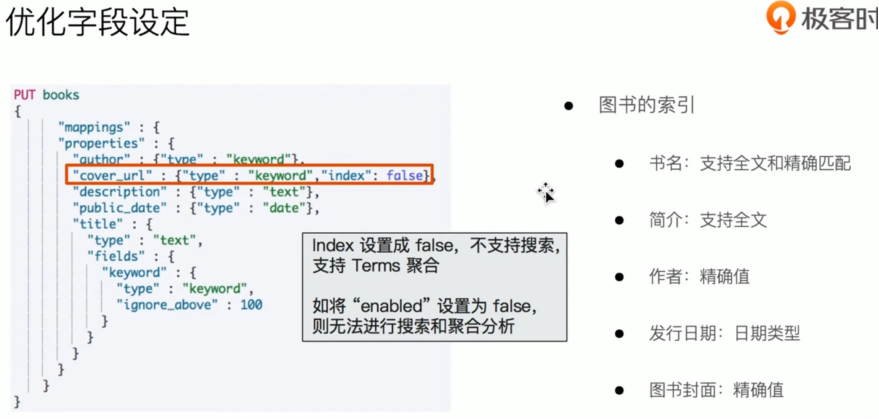 优化字段设定
极客时
PUT books
{
"mappings" : {
"properties" : {
"author" : {"type" : "keyword"},
"cover_url" : {"type" : "keyword","index": false},
"description" : {"type" : "text"},
"public_date" : {"type" : "date"},
"title" : {
"type" : "text",
"fields" : {
"keyword" : {
"type" : "keyword",
"ignore_above" : 100
}
}
}
}
}
}
Index 设置成 false，不支持搜索，
支持 Terms 聚合
如将 “enabled” 设置为 false，
则无法进行搜索和聚合分析
● 图书的索引
● 书名：支持全文和精确匹配
● 简介：支持全文
● 作者：精确值
● 发行日期：日期类型
● 图书封面：精确值